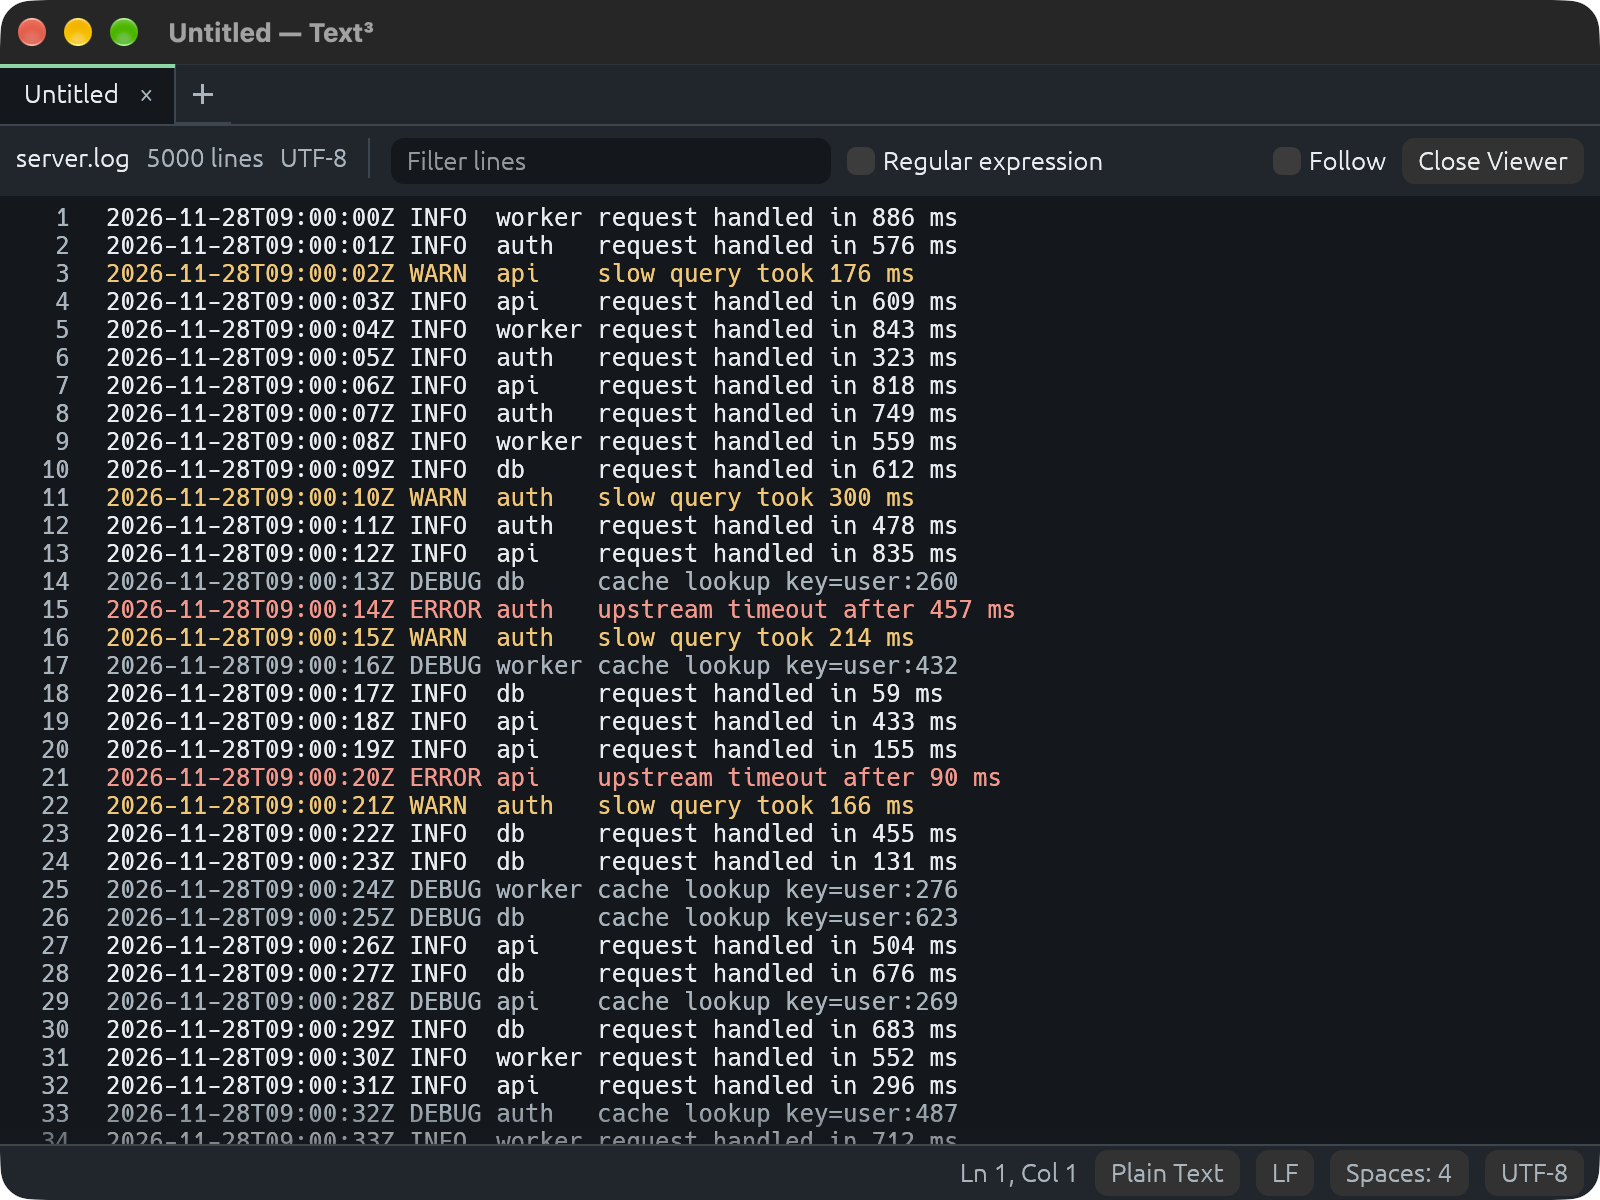 Untitled — Text³
Untitled × +
server.log 5000 lines UTF-8 Filter lines Regular expression Follow Close Viewer
1 2026-11-28T09:00:00Z INFO  worker request handled in 886 ms
2 2026-11-28T09:00:01Z INFO  auth   request handled in 576 ms
3 2026-11-28T09:00:02Z WARN  api    slow query took 176 ms
4 2026-11-28T09:00:03Z INFO  api    request handled in 609 ms
5 2026-11-28T09:00:04Z INFO  worker request handled in 843 ms
6 2026-11-28T09:00:05Z INFO  auth   request handled in 323 ms
7 2026-11-28T09:00:06Z INFO  api    request handled in 818 ms
8 2026-11-28T09:00:07Z INFO  auth   request handled in 749 ms
9 2026-11-28T09:00:08Z INFO  worker request handled in 559 ms
10 2026-11-28T09:00:09Z INFO  db     request handled in 612 ms
11 2026-11-28T09:00:10Z WARN  auth   slow query took 300 ms
12 2026-11-28T09:00:11Z INFO  auth   request handled in 478 ms
13 2026-11-28T09:00:12Z INFO  api    request handled in 835 ms
14 2026-11-28T09:00:13Z DEBUG db     cache lookup key=user:260
15 2026-11-28T09:00:14Z ERROR auth   upstream timeout after 457 ms
16 2026-11-28T09:00:15Z WARN  auth   slow query took 214 ms
17 2026-11-28T09:00:16Z DEBUG worker cache lookup key=user:432
18 2026-11-28T09:00:17Z INFO  db     request handled in 59 ms
19 2026-11-28T09:00:18Z INFO  api    request handled in 433 ms
20 2026-11-28T09:00:19Z INFO  api    request handled in 155 ms
21 2026-11-28T09:00:20Z ERROR api    upstream timeout after 90 ms
22 2026-11-28T09:00:21Z WARN  auth   slow query took 166 ms
23 2026-11-28T09:00:22Z INFO  db     request handled in 455 ms
24 2026-11-28T09:00:23Z INFO  db     request handled in 131 ms
25 2026-11-28T09:00:24Z DEBUG worker cache lookup key=user:276
26 2026-11-28T09:00:25Z DEBUG db     cache lookup key=user:623
27 2026-11-28T09:00:26Z INFO  api    request handled in 504 ms
28 2026-11-28T09:00:27Z INFO  db     request handled in 676 ms
29 2026-11-28T09:00:28Z DEBUG api    cache lookup key=user:269
30 2026-11-28T09:00:29Z INFO  db     request handled in 683 ms
31 2026-11-28T09:00:30Z INFO  worker request handled in 552 ms
32 2026-11-28T09:00:31Z INFO  api    request handled in 296 ms
33 2026-11-28T09:00:32Z DEBUG auth   cache lookup key=user:487
34 2026-11-28T09:00:33Z INFO  worker request handled in 712 ms
Ln 1, Col 1 Plain Text LF Spaces: 4 UTF-8